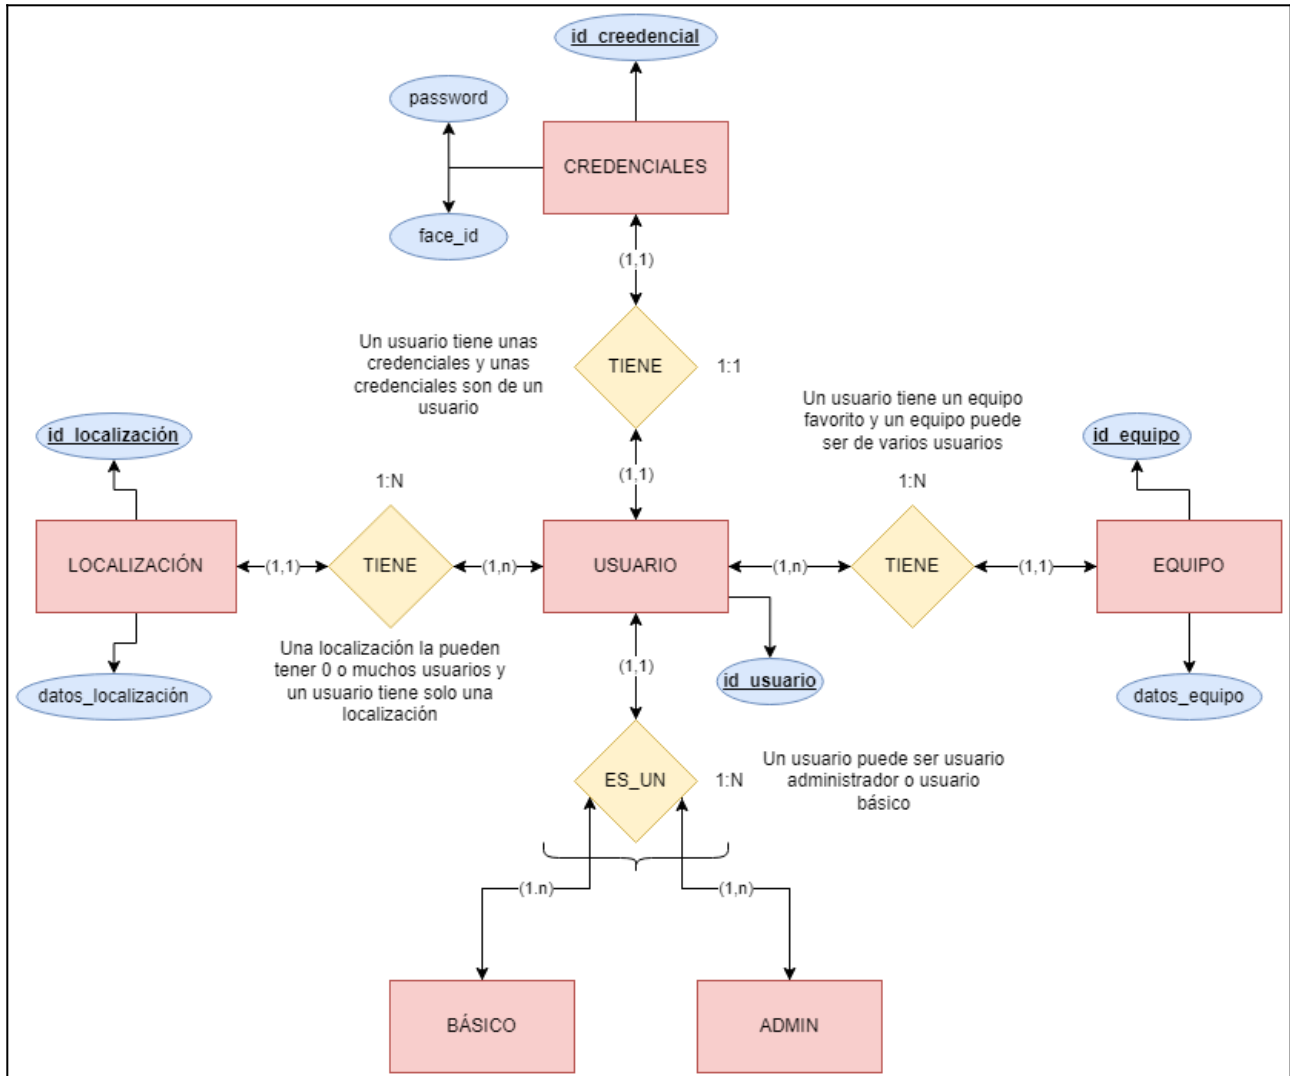 id_creedencial
password
CREDENCIALES
face_id
(1,1)
Un usuario tiene unas
credenciales y unas
credenciales son de un
usuario
TIENE
1:1
Un usuario tiene un equipo
favorito y un equipo puede
ser de varios usuarios
id_localización
id_equipo
(1,1)
1:N
1:N
LOCALIZACIÓN
(1,1)
TIENE
(1,n)
USUARIO
(1,n)
TIENE
(1,1)
EQUIPO
Una localización la pueden
tener 0 o muchos usuarios y
un usuario tiene solo una
localización
(1,1)
id_usuario
datos_localización
datos_equipo
ES_UN
1:N
Un usuario puede ser usuario
administrador o usuario
básico
(1.n)
(1,n)
BÁSICO
ADMIN